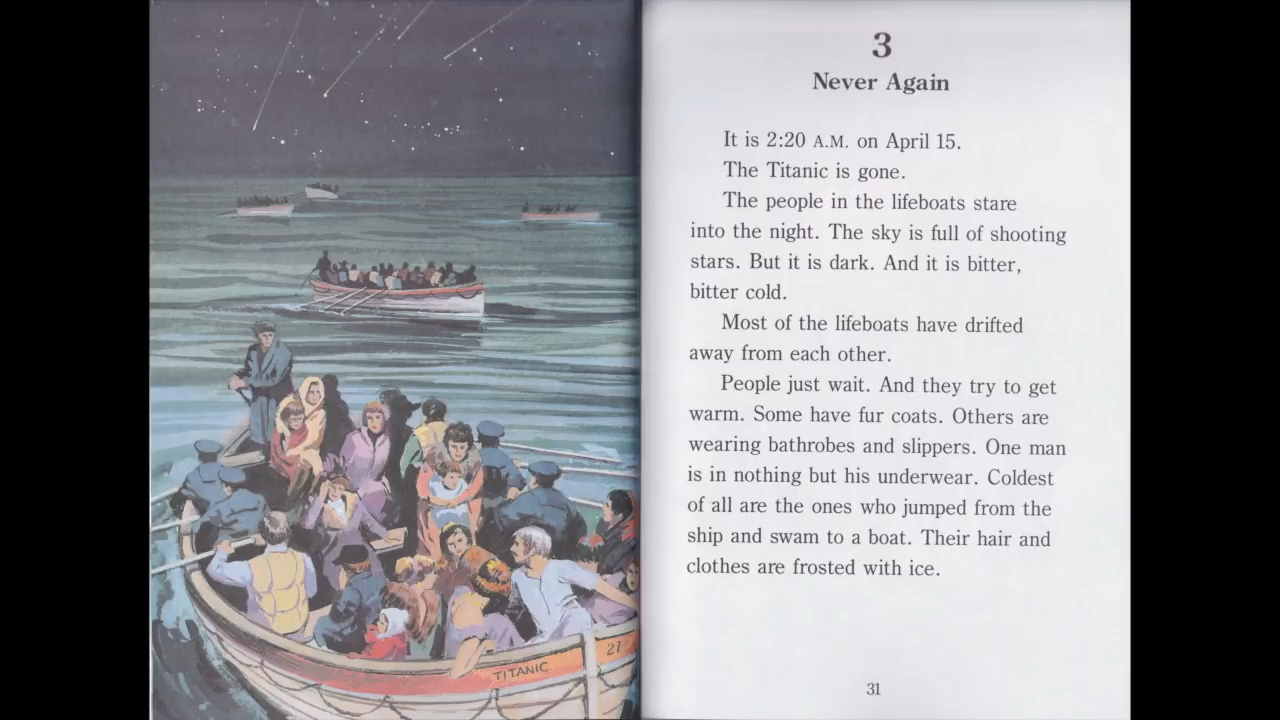 TITANIC
21
3
Never Again
It is 2:20 A.M. on April 15.
The Titanic is gone.
The people in the lifeboats stare
into the night. The sky is full of shooting
stars. But it is dark. And it is bitter,
bitter cold.
Most of the lifeboats have drifted
away from each other.
People just wait. And they try to get
warm. Some have fur coats. Others are
wearing bathrobes and slippers. One man
is in nothing but his underwear. Coldest
of all are the ones who jumped from the
ship and swam to a boat. Their hair and
clothes are frosted with ice.
31